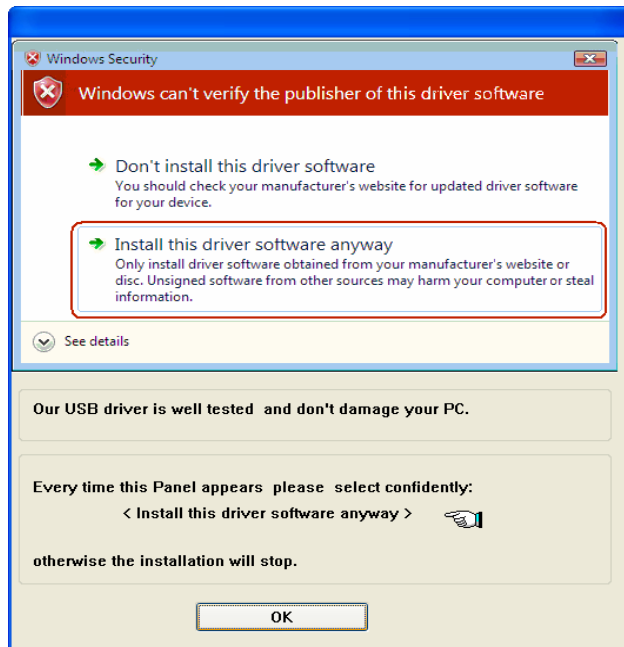 Windows Security
Windows can't verify the publisher of this driver software
Don't install this driver software
You should check your manufacturer's website for updated driver software
for your device.
Install this driver software anyway
Only install driver software obtained from your manufacturer's website or
disc. Unsigned software from other sources may harm your computer or steal
information.
See details
Our USB driver is well tested and don't damage your PC.
Every time this Panel appears please select confidently:
< Install this driver software anyway >
otherwise the installation will stop.
OK